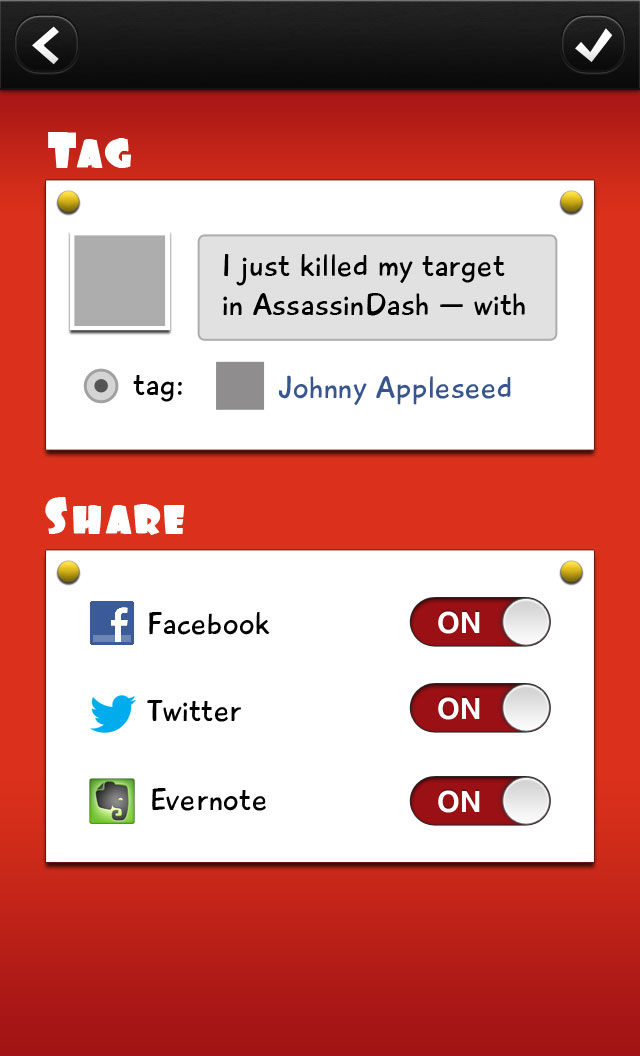 Tag
I just killed my target
in AssassinDash — with
tag: Johnny Appleseed
Share
Facebook ON
Twitter ON
Evernote ON